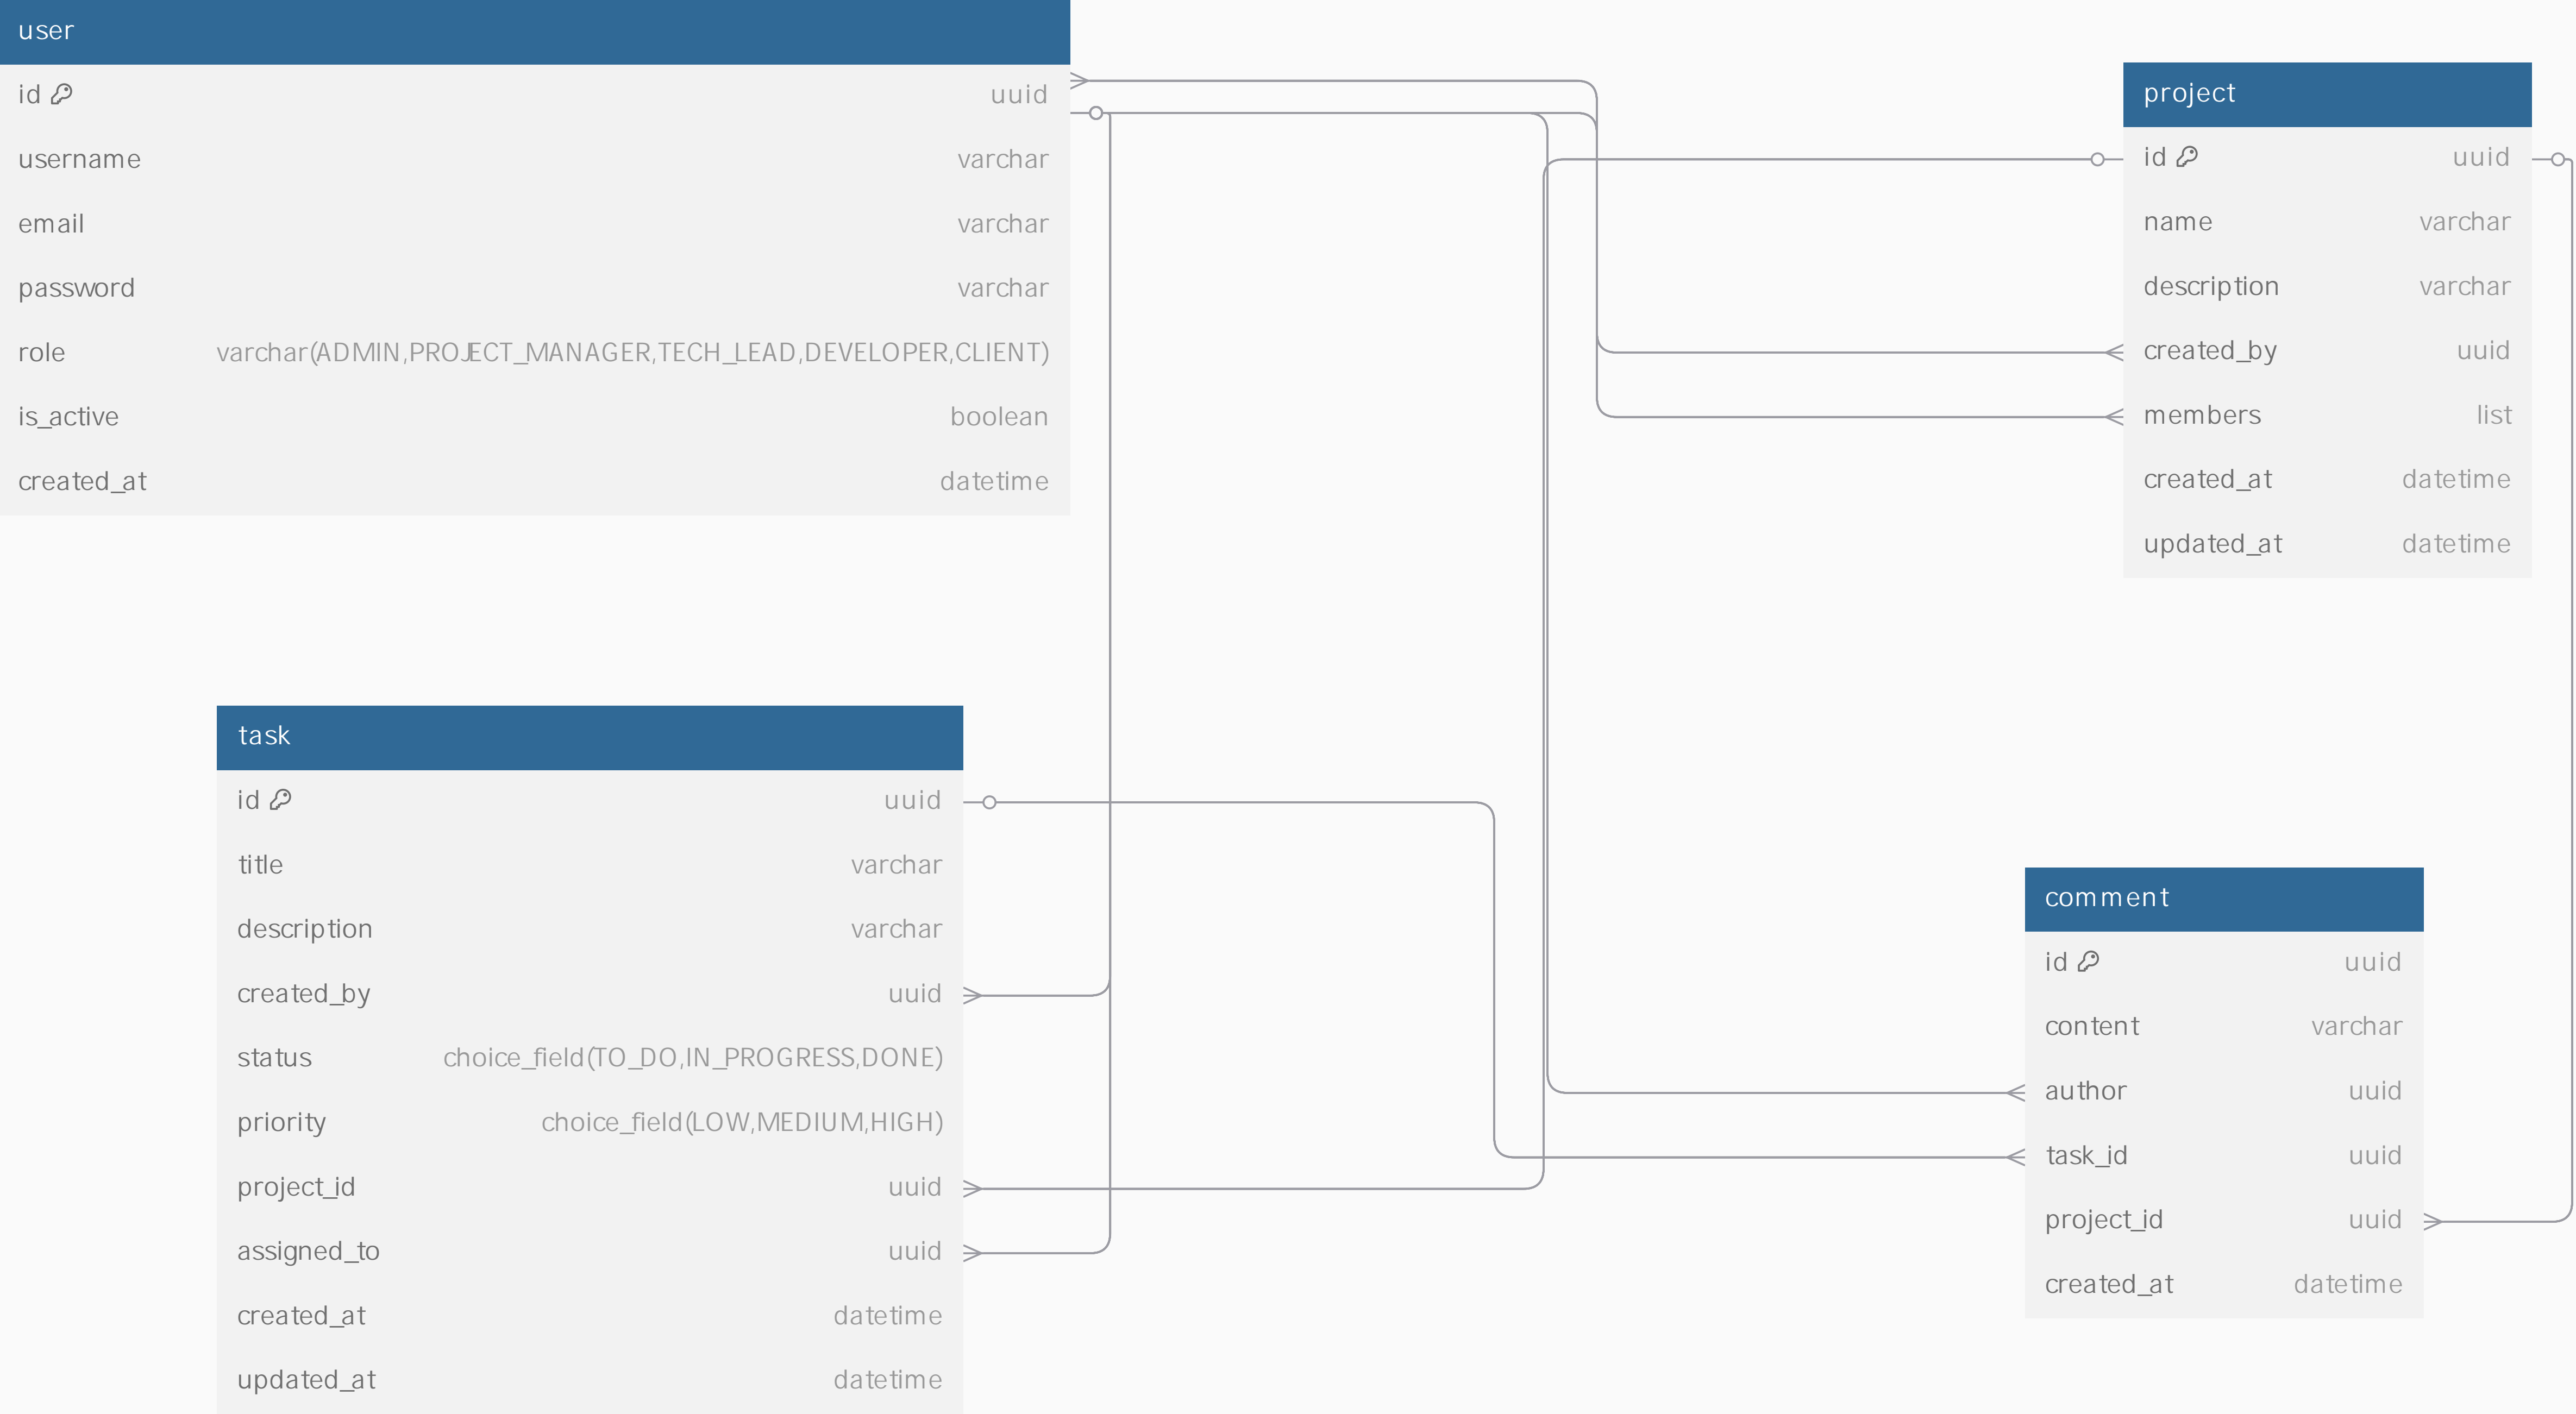 user
id uuid
username varchar
email varchar
password varchar
role varchar(ADMIN,PROJECT_MANAGER,TECH_LEAD,DEVELOPER,CLIENT)
is_active boolean
created_at datetime
project
id uuid
name varchar
description varchar
created_by uuid
members list
created_at datetime
updated_at datetime
task
id uuid
title varchar
description varchar
created_by uuid
status choice_field(TO_DO,IN_PROGRESS,DONE)
priority choice_field(LOW,MEDIUM,HIGH)
project_id uuid
assigned_to uuid
created_at datetime
updated_at datetime
comment
id uuid
content varchar
author uuid
task_id uuid
project_id uuid
created_at datetime